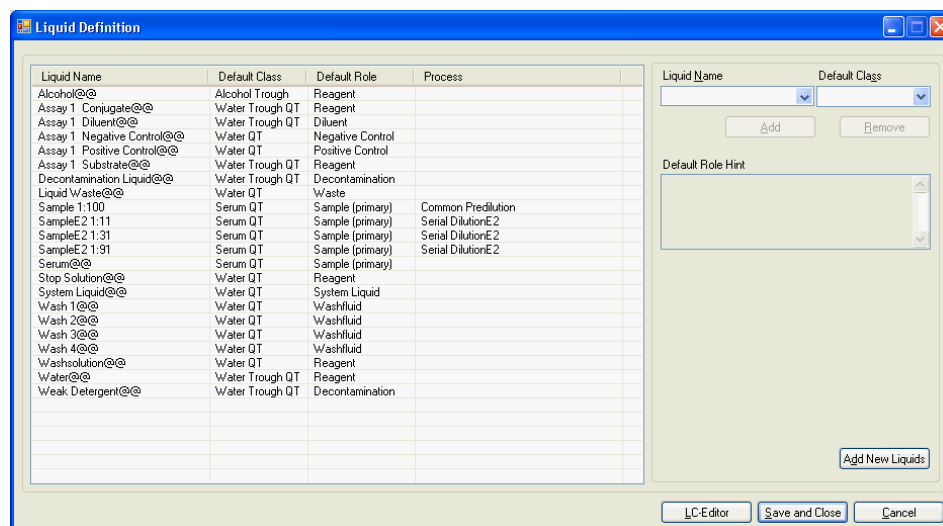 Liquid Definition
Liquid Name Default Class Default Role Process
Alcohol@@ Alcohol Trough Reagent
Assay 1 Conjugate@@ Water Trough QT Reagent
Assay 1 Diluent@@ Water Trough QT Diluent
Assay 1 Negative Control@@ Water QT Negative Control
Assay 1 Positive Control@@ Water QT Positive Control
Assay 1 Substrate@@ Water Trough QT Reagent
Decontamination Liquid@@ Water Trough QT Decontamination
Liquid Waste@@ Water QT Waste
Sample 1:100 Serum QT Sample (primary) Common Predilution
SampleE2 1:11 Serum QT Sample (primary) Serial DilutionE2
SampleE2 1:31 Serum QT Sample (primary) Serial DilutionE2
SampleE2 1:91 Serum QT Sample (primary) Serial DilutionE2
Serum@@ Serum QT Sample (primary)
Stop Solution@@ Water QT Reagent
System Liquid@@ Water QT System Liquid
Wash 1@@ Water QT Washfluid
Wash 2@@ Water QT Washfluid
Wash 3@@ Water QT Washfluid
Wash 4@@ Water QT Washfluid
Washsolution@@ Water QT Reagent
Water@@ Water Trough QT Reagent
Weak Detergent@@ Water Trough QT Decontamination
Liquid Name Default Class
Add Remove
Default Role Hint
Add New Liquids
LC-Editor Save and Close Cancel